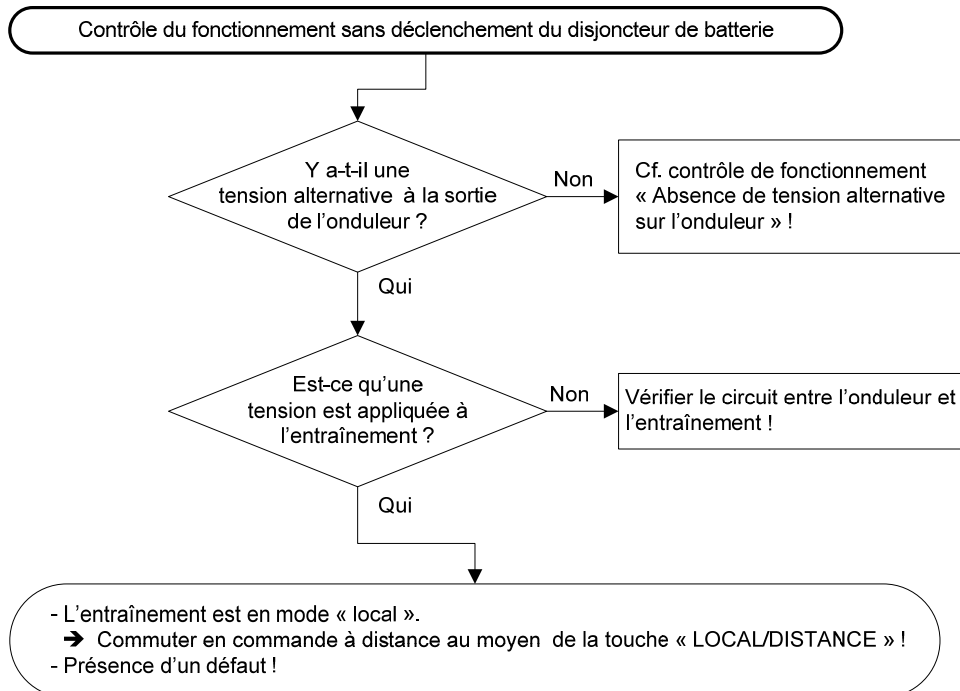 Contrôle du fonctionnement sans déclenchement du disjoncteur de batterie
Y a-t-il une
tension alternative à la sortie
de l'onduleur ?
Non
Cf. contrôle de fonctionnement
« Absence de tension alternative
sur l'onduleur » !
Qui
Est-ce qu'une
tension est appliquée à
l'entraînement ?
Non
Vérifier le circuit entre l'onduleur et
l'entraînement !
Qui
- L'entraînement est en mode « local ».
➔ Commuter en commande à distance au moyen de la touche « LOCAL/DISTANCE » !
- Présence d'un défaut !